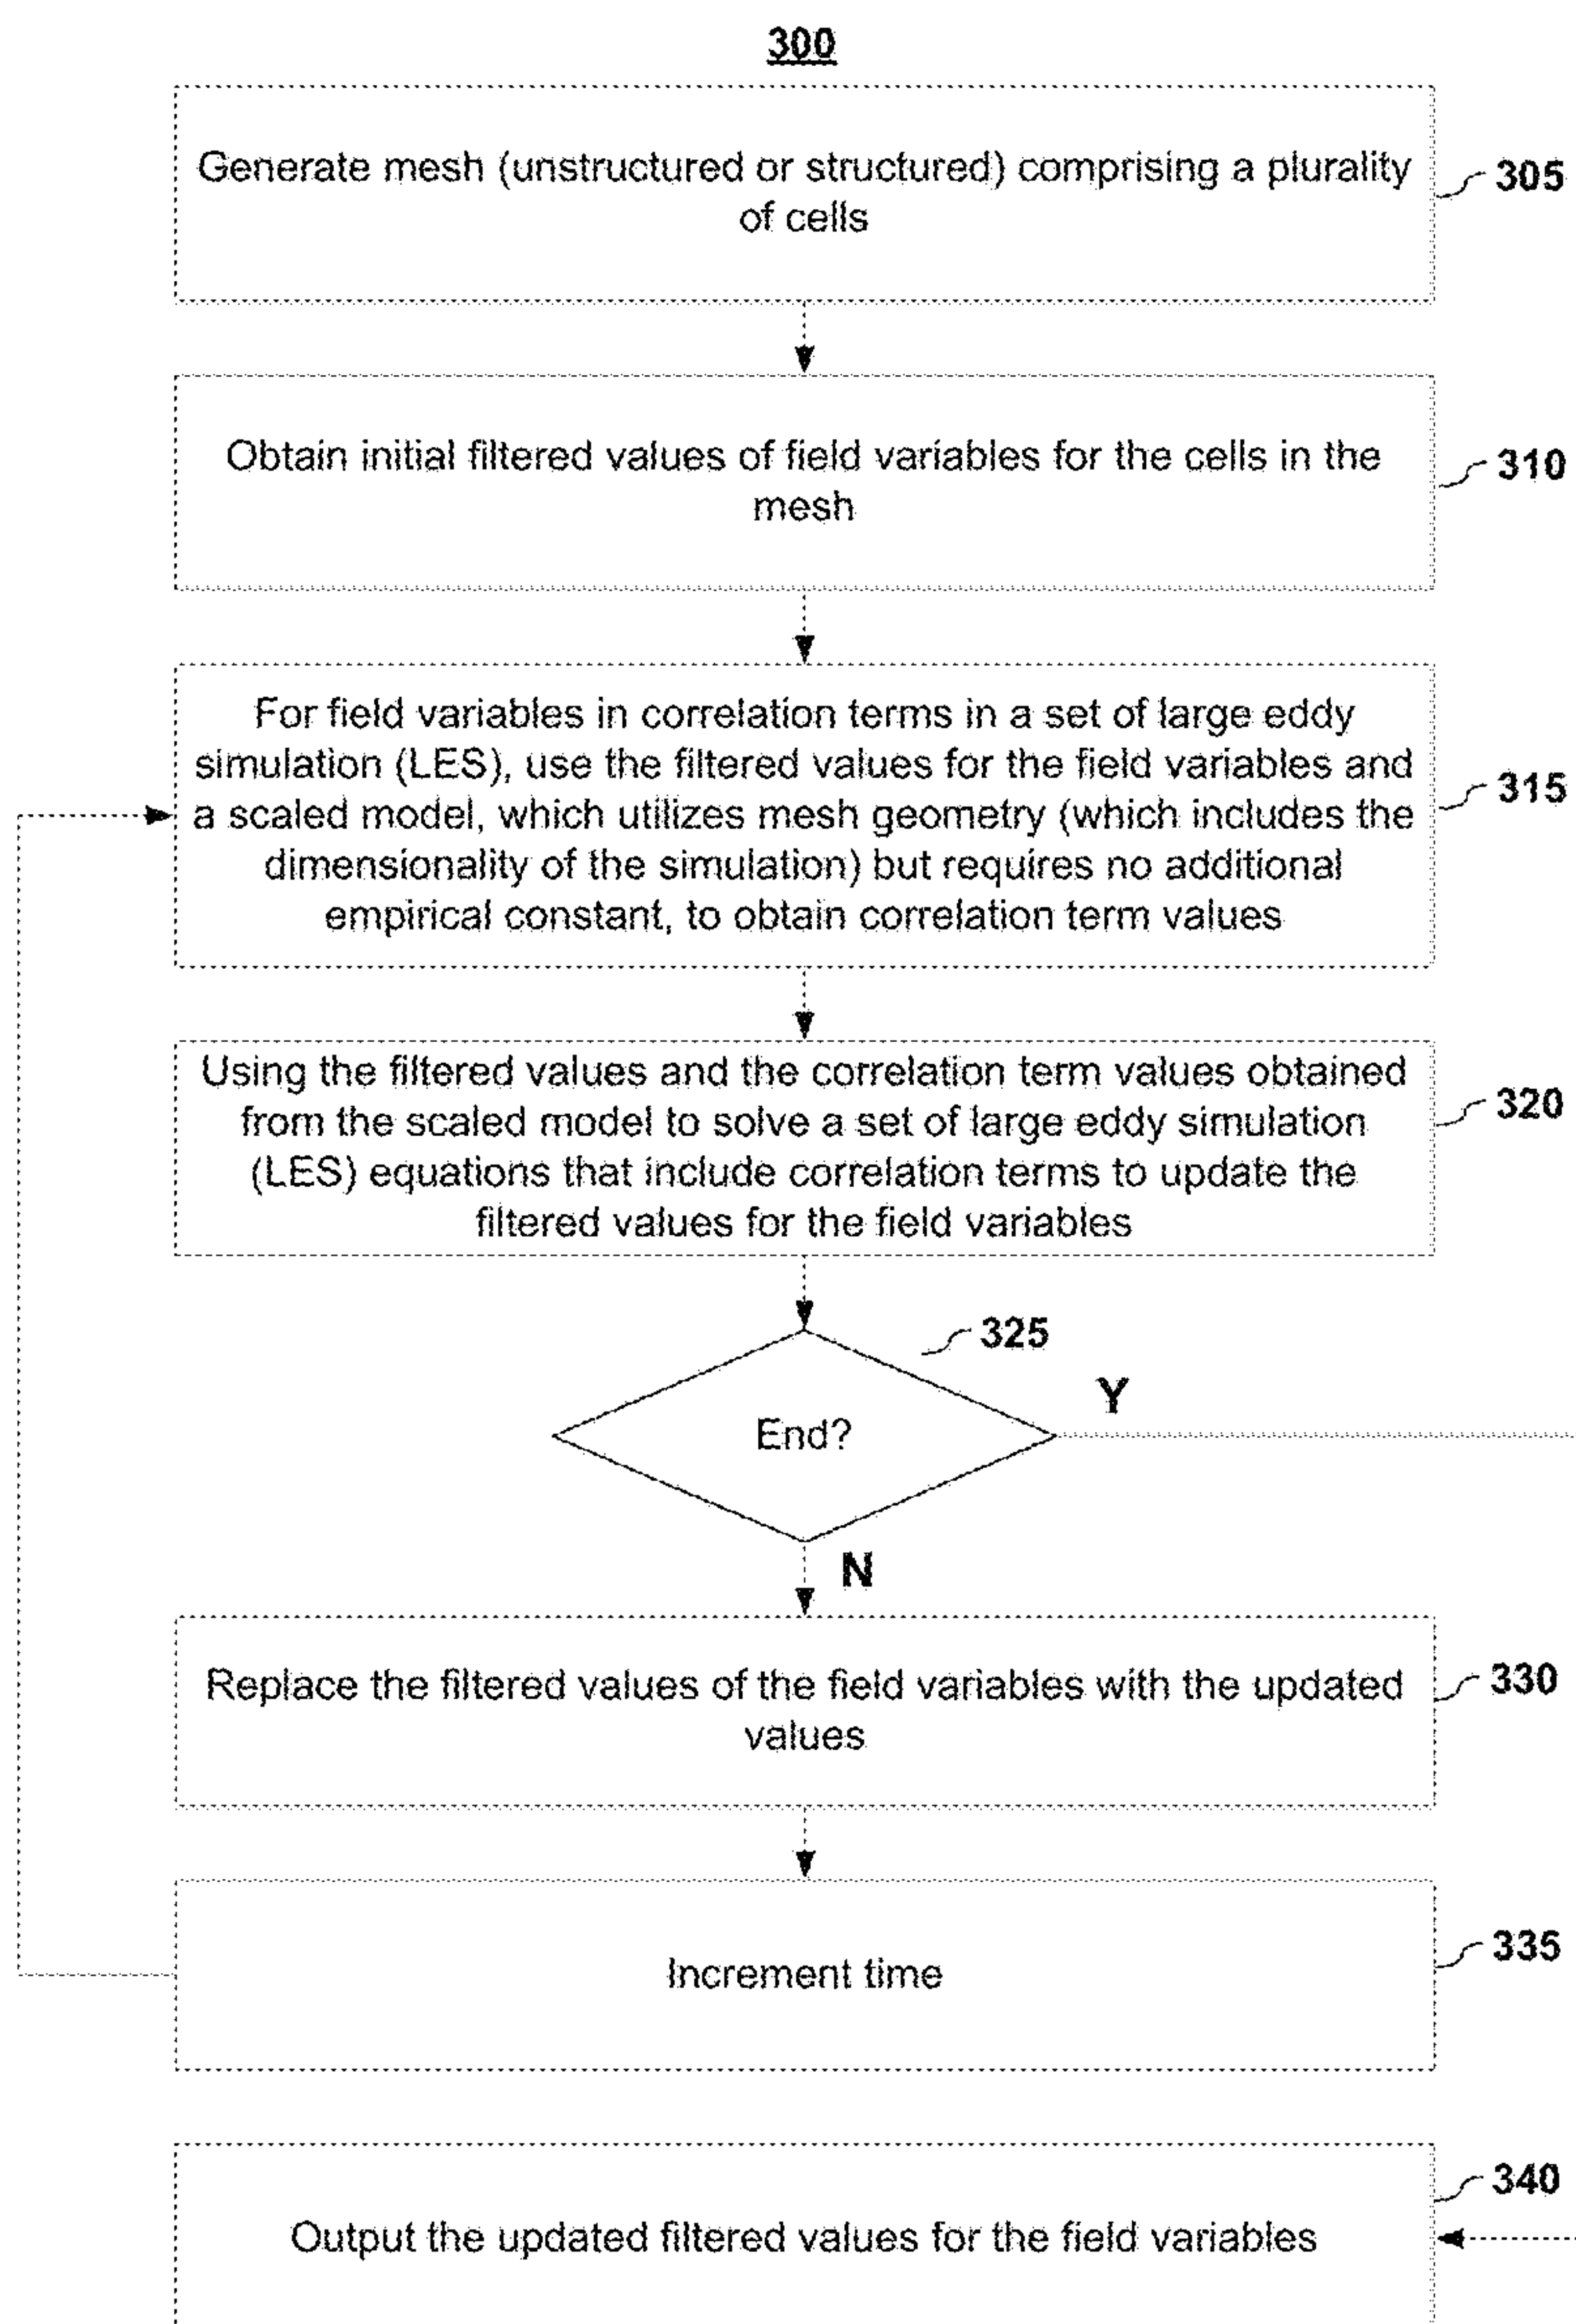 300
Generate mesh (unstructured or structured) comprising a plurality
of cells
305
Obtain initial filtered values of field variables for the cells in the
mesh
310
For field variables in correlation terms in a set of large eddy
simulation (LES), use the filtered values for the field variables and
a scaled model, which utilizes mesh geometry (which includes the
dimensionality of the simulation) but requires no additional
empirical constant, to obtain correlation term values
315
Using the filtered values and the correlation term values obtained
from the scaled model to solve a set of large eddy simulation
(LES) equations that include correlation terms to update the
filtered values for the field variables
320
325
Y
End?
N
Replace the filtered values of the field variables with the updated
values
330
Increment time
335
Output the updated filtered values for the field variables
340